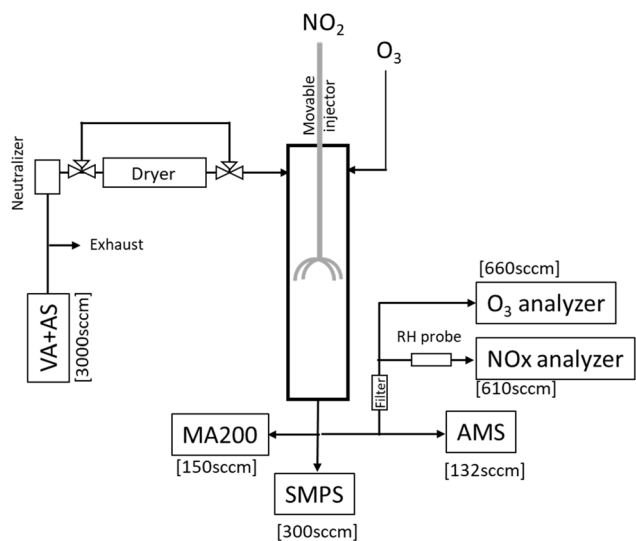 NO₂
O₃
Movable
injector
Neutralizer
Dryer
Exhaust
VA+AS
[3000sccm]
[660sccm]
O₃ analyzer
RH probe
NOx analyzer
[610sccm]
Filter
MA200
[150sccm]
AMS
[132sccm]
SMPS
[300sccm]